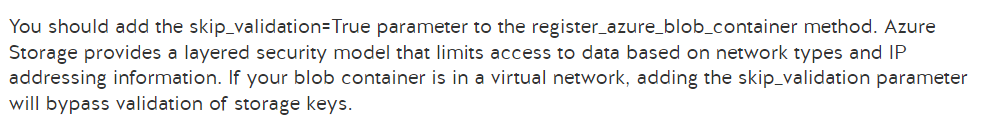 You should add the skip_validation=True parameter to the register_azure_blob_container method. Azure
Storage provides a layered security model that limits access to data based on network types and IP
addressing information. If your blob container is in a virtual network, adding the skip_validation parameter
will bypass validation of storage keys.